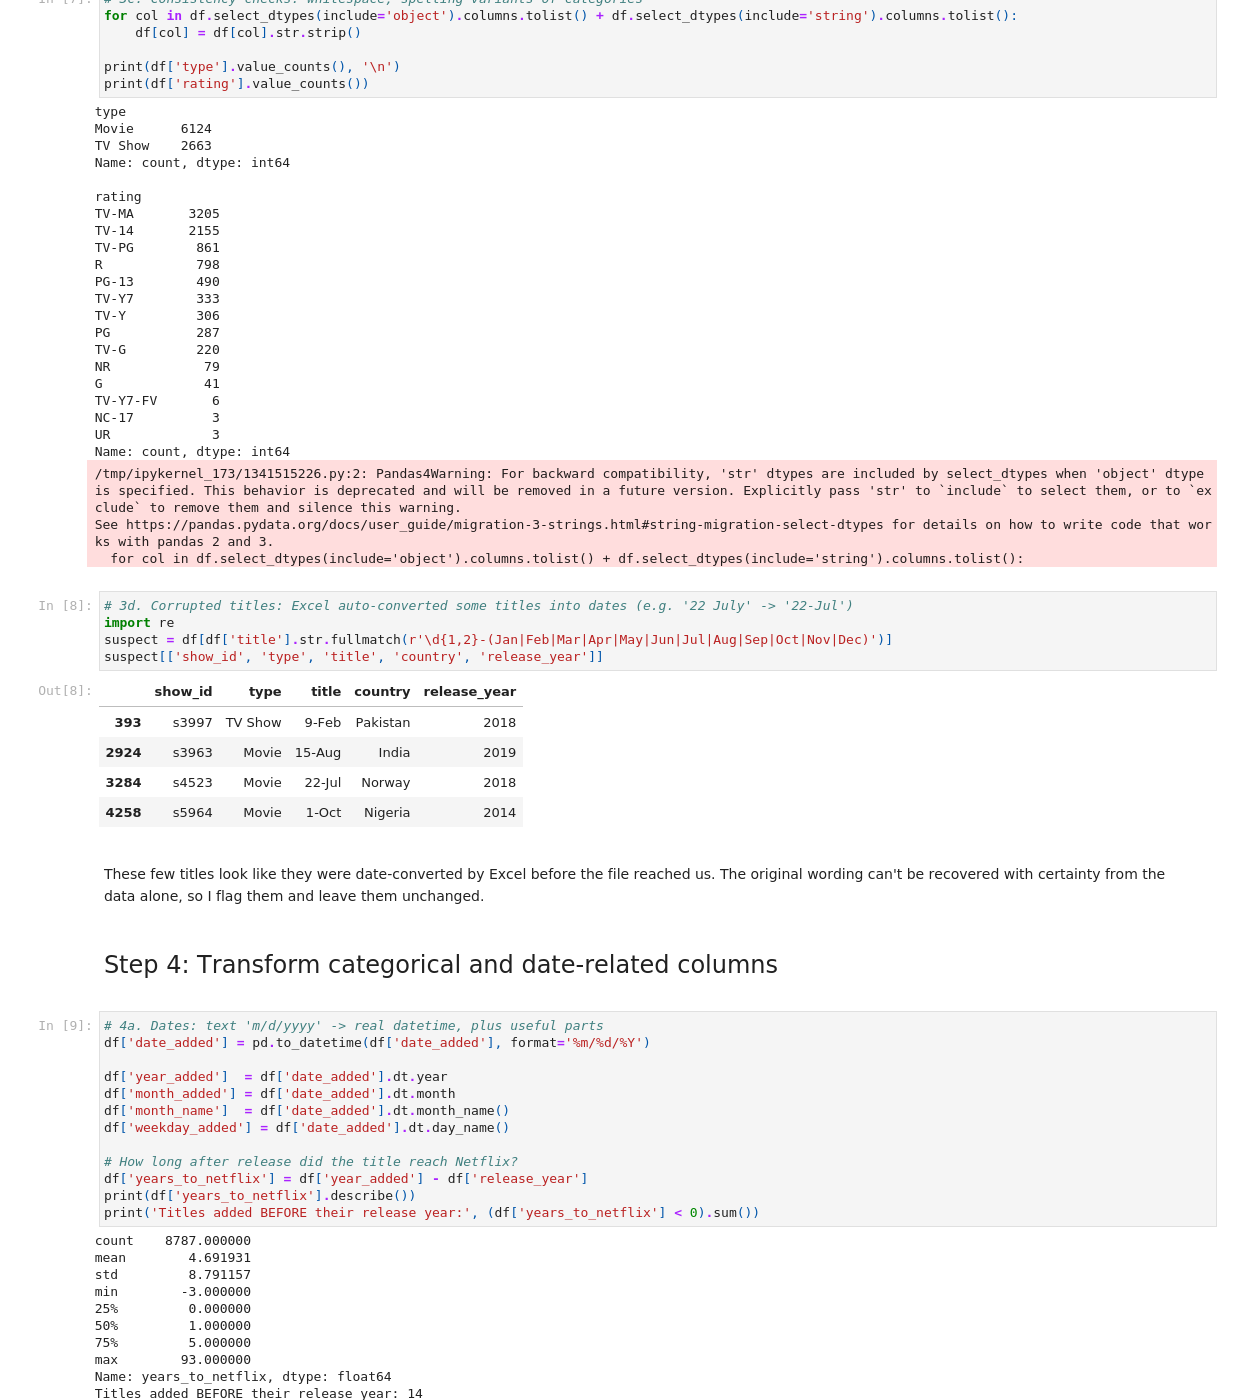 In [7]: # 3c. Consistency checks: whitespace, spelling variants of categories
for col in df.select_dtypes(include='object').columns.tolist() + df.select_dtypes(include='string').columns.tolist():
    df[col] = df[col].str.strip()
print(df['type'].value_counts(), '\n')
print(df['rating'].value_counts())
type
Movie      6124
TV Show    2663
Name: count, dtype: int64
rating
TV-MA       3205
TV-14       2155
TV-PG        861
R            798
PG-13        490
TV-Y7        333
TV-Y         306
PG           287
TV-G         220
NR            79
G             41
TV-Y7-FV       6
NC-17          3
UR             3
Name: count, dtype: int64
/tmp/ipykernel_173/1341515226.py:2: Pandas4Warning: For backward compatibility, 'str' dtypes are included by select_dtypes when 'object' dtype
is specified. This behavior is deprecated and will be removed in a future version. Explicitly pass 'str' to `include` to select them, or to `ex
clude` to remove them and silence this warning.
See https://pandas.pydata.org/docs/user_guide/migration-3-strings.html#string-migration-select-dtypes for details on how to write code that wor
ks with pandas 2 and 3.
  for col in df.select_dtypes(include='object').columns.tolist() + df.select_dtypes(include='string').columns.tolist():
In [8]: # 3d. Corrupted titles: Excel auto-converted some titles into dates (e.g. '22 July' -> '22-Jul')
import re
suspect = df[df['title'].str.fullmatch(r'\d{1,2}-(Jan|Feb|Mar|Apr|May|Jun|Jul|Aug|Sep|Oct|Nov|Dec)')]
suspect[['show_id', 'type', 'title', 'country', 'release_year']]
Out[8]: show_id type title country release_year
393 s3997 TV Show 9-Feb Pakistan 2018
2924 s3963 Movie 15-Aug India 2019
3284 s4523 Movie 22-Jul Norway 2018
4258 s5964 Movie 1-Oct Nigeria 2014
These few titles look like they were date-converted by Excel before the file reached us. The original wording can't be recovered with certainty from the
data alone, so I flag them and leave them unchanged.
Step 4: Transform categorical and date-related columns
In [9]: # 4a. Dates: text 'm/d/yyyy' -> real datetime, plus useful parts
df['date_added'] = pd.to_datetime(df['date_added'], format='%m/%d/%Y')
df['year_added']  = df['date_added'].dt.year
df['month_added'] = df['date_added'].dt.month
df['month_name']  = df['date_added'].dt.month_name()
df['weekday_added'] = df['date_added'].dt.day_name()
# How long after release did the title reach Netflix?
df['years_to_netflix'] = df['year_added'] - df['release_year']
print(df['years_to_netflix'].describe())
print('Titles added BEFORE their release year:', (df['years_to_netflix'] < 0).sum())
count    8787.000000
mean        4.691931
std         8.791157
min        -3.000000
25%         0.000000
50%         1.000000
75%         5.000000
max        93.000000
Name: years_to_netflix, dtype: float64
Titles added BEFORE their release year: 14